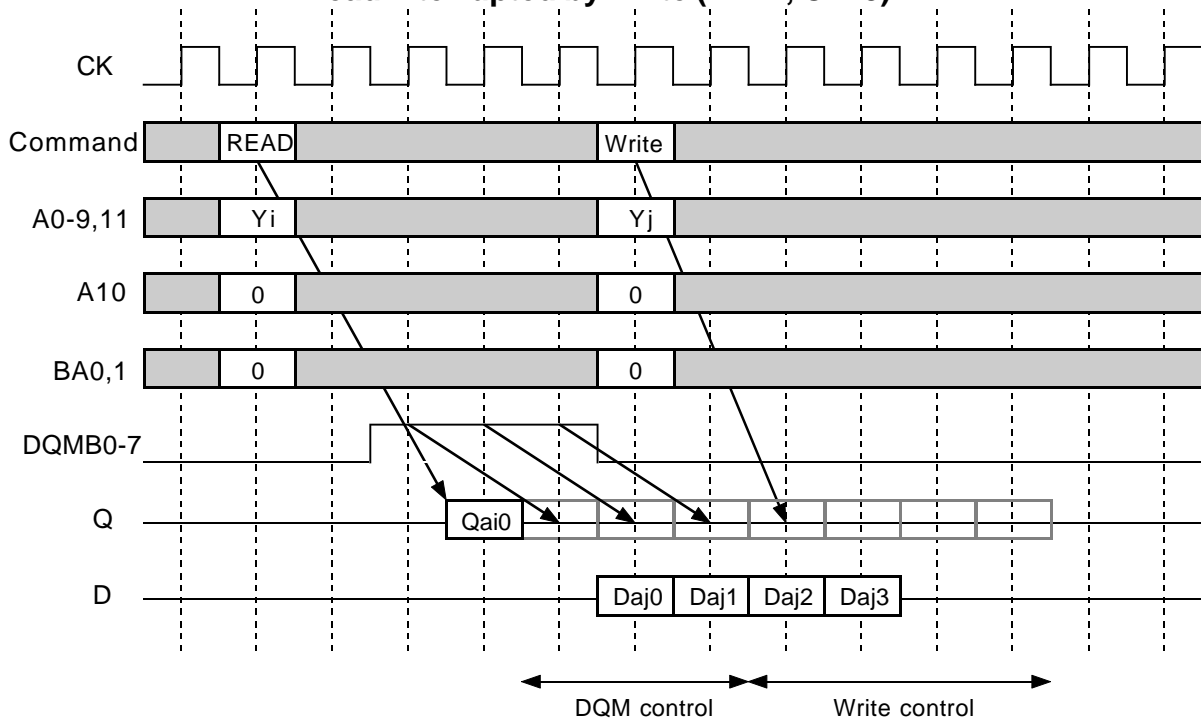 CK
Command READ Write
A0-9,11 Yi Yj
A10 0 0
BA0,1 0 0
DQMB0-7
Q Qai0
D Daj0 Daj1 Daj2 Daj3
DQM control Write control